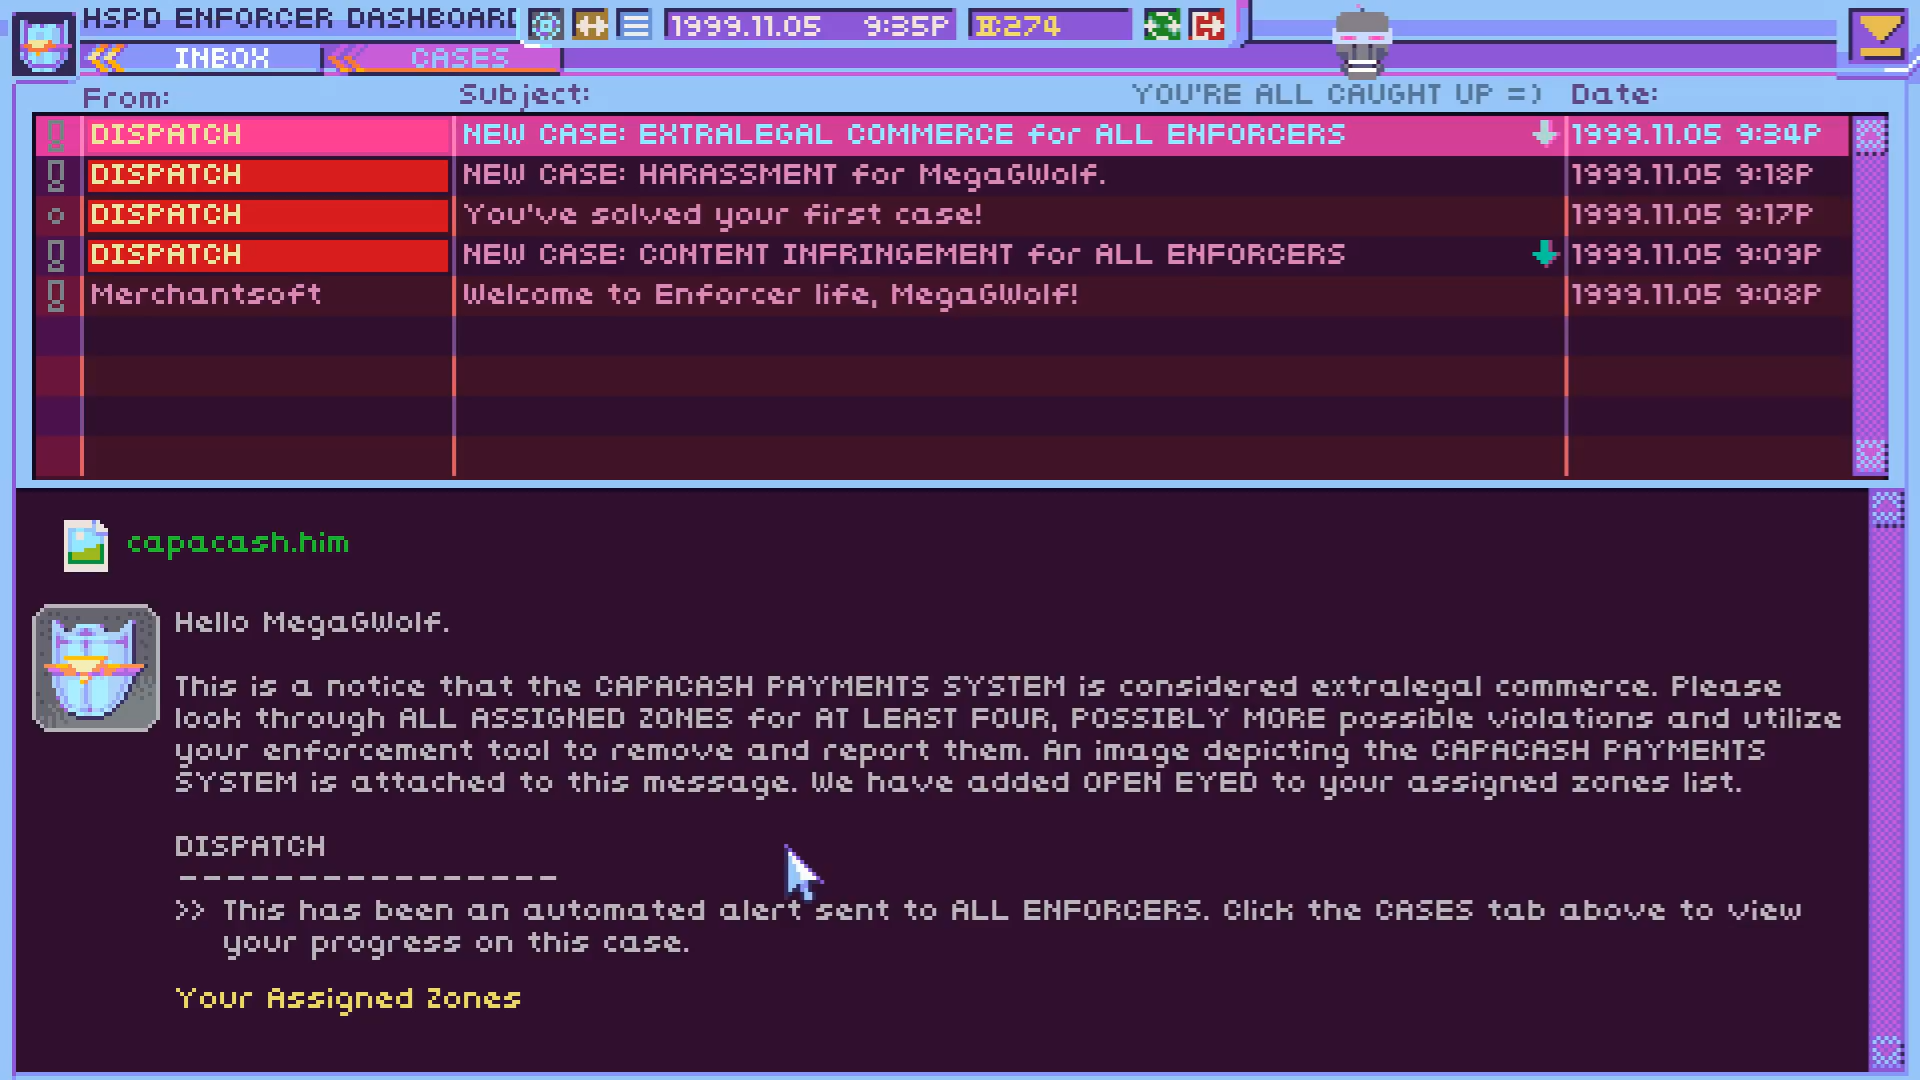 HSPD ENFORCER DASHBOARD
1999.11.05 9:35P
274
INBOX
CASES
From:
Subject:
YOU'RE ALL CAUGHT UP =)
Date:
DISPATCH
NEW CASE: EXTRALEGAL COMMERCE for ALL ENFORCERS
1999.11.05 9:34P
DISPATCH
NEW CASE: HARASSMENT for MegaGWolf.
1999.11.05 9:18P
DISPATCH
You've solved your first case!
1999.11.05 9:17P
DISPATCH
NEW CASE: CONTENT INFRINGEMENT for ALL ENFORCERS
1999.11.05 9:09P
Merchantsoft
Welcome to Enforcer life, MegaGWolf!
1999.11.05 9:08P
capacash.him
Hello MegaGWolf.
This is a notice that the CAPACASH PAYMENTS SYSTEM is considered extralegal commerce. Please
look through ALL ASSIGNED ZONES for AT LEAST FOUR, POSSIBLY MORE possible violations and utilize
your enforcement tool to remove and report them. An image depicting the CAPACASH PAYMENTS
SYSTEM is attached to this message. We have added OPEN EYED to your assigned zones list.
DISPATCH
----------------
>> This has been an automated alert sent to ALL ENFORCERS. Click the CASES tab above to view
your progress on this case.
Your Assigned Zones